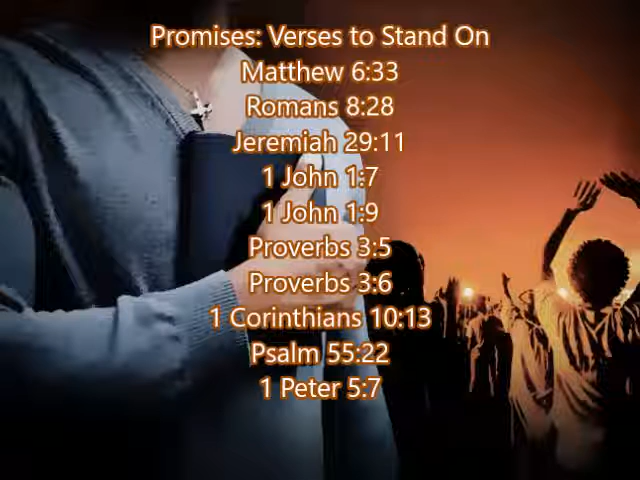 Promises: Verses to Stand On
Matthew 6:33
Romans 8:28
Jeremiah 29:11
1 John 1:7
1 John 1:9
Proverbs 3:5
Proverbs 3:6
1 Corinthians 10:13
Psalm 55:22
1 Peter 5:7